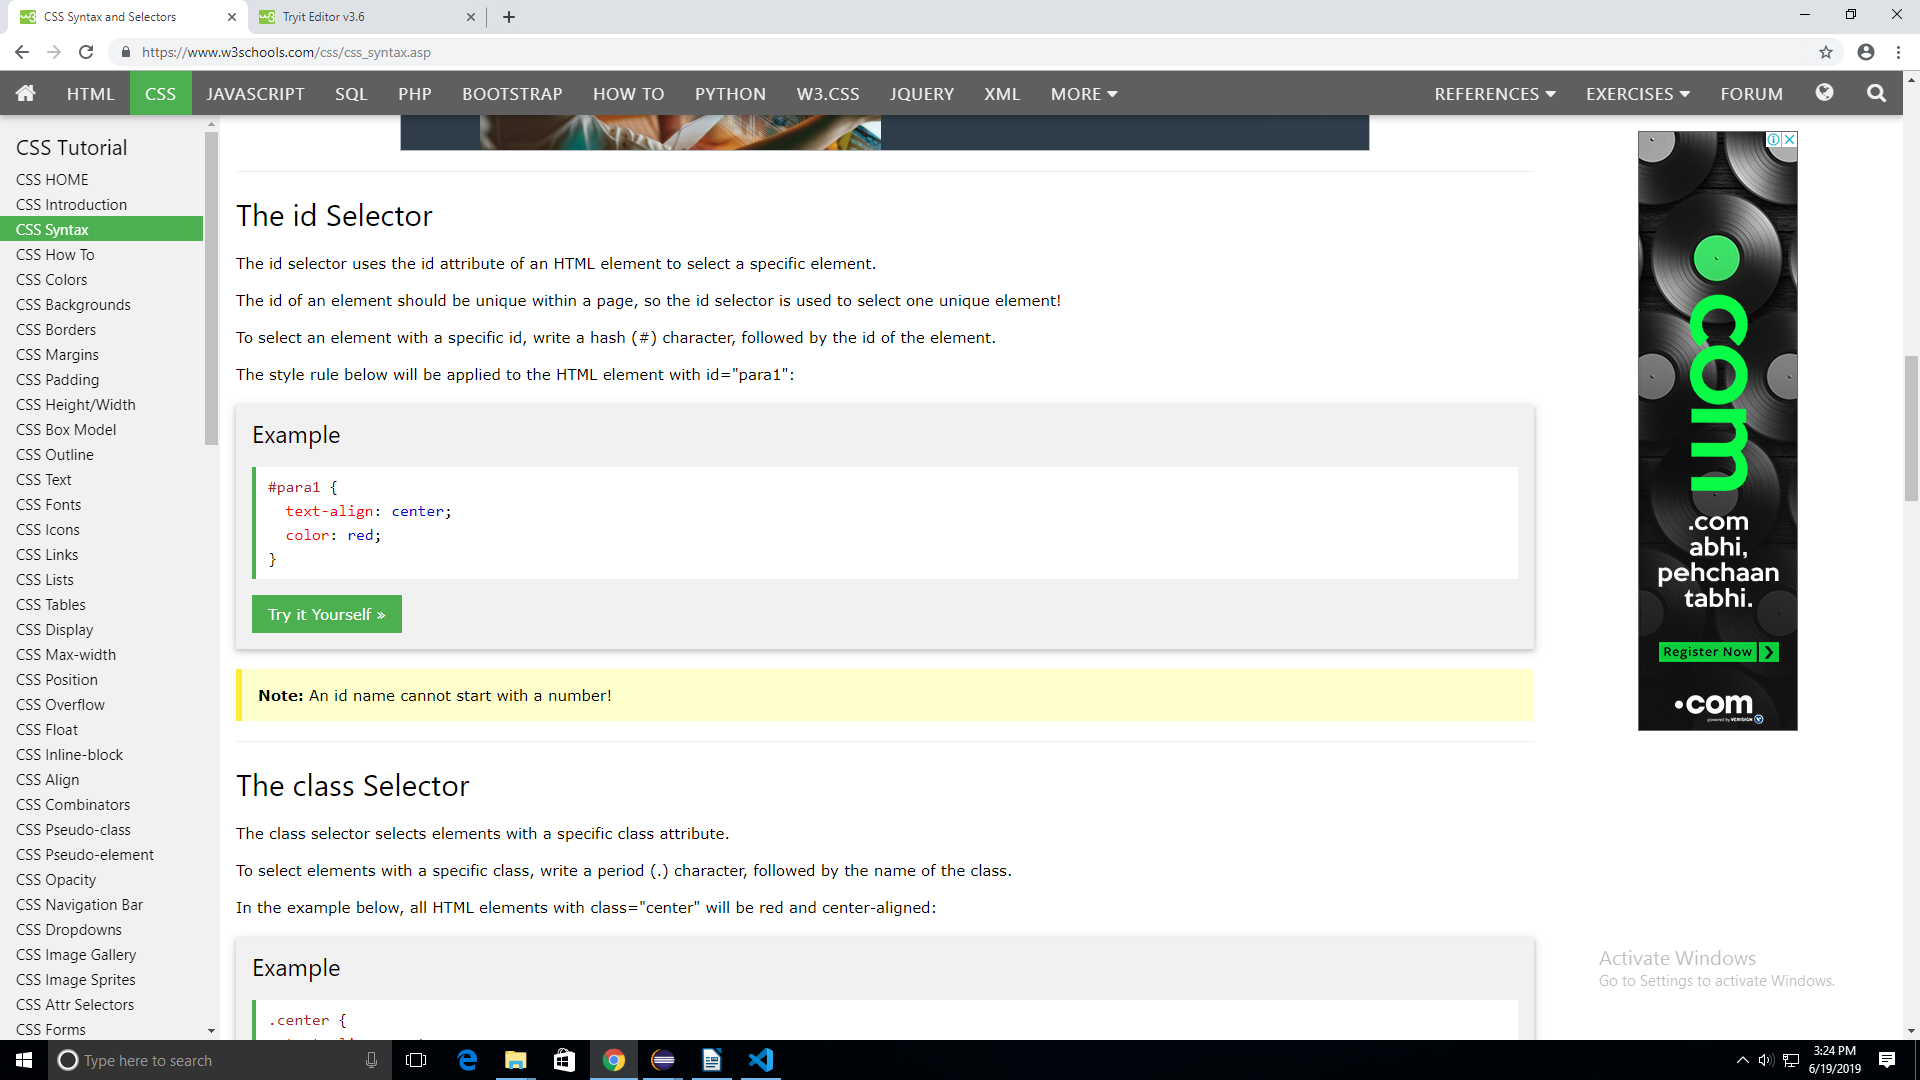 CSS Syntax and Selectors
Tryit Editor v3.6
https://www.w3schools.com/css/css_syntax.asp
HTML CSS JAVASCRIPT SQL PHP BOOTSTRAP HOW TO PYTHON W3.CSS JQUERY XML MORE REFERENCES EXERCISES FORUM
CSS Tutorial
CSS HOME
CSS Introduction
CSS Syntax
CSS How To
CSS Colors
CSS Backgrounds
CSS Borders
CSS Margins
CSS Padding
CSS Height/Width
CSS Box Model
CSS Outline
CSS Text
CSS Fonts
CSS Icons
CSS Links
CSS Lists
CSS Tables
CSS Display
CSS Max-width
CSS Position
CSS Overflow
CSS Float
CSS Inline-block
CSS Align
CSS Combinators
CSS Pseudo-class
CSS Pseudo-element
CSS Opacity
CSS Navigation Bar
CSS Dropdowns
CSS Image Gallery
CSS Image Sprites
CSS Attr Selectors
CSS Forms
The id Selector
The id selector uses the id attribute of an HTML element to select a specific element.
The id of an element should be unique within a page, so the id selector is used to select one unique element!
To select an element with a specific id, write a hash (#) character, followed by the id of the element.
The style rule below will be applied to the HTML element with id="para1":
Example
#para1 {
text-align: center;
color: red;
}
Try it Yourself »
Note: An id name cannot start with a number!
The class Selector
The class selector selects elements with a specific class attribute.
To select elements with a specific class, write a period (.) character, followed by the name of the class.
In the example below, all HTML elements with class="center" will be red and center-aligned:
Example
.center {
.com
.com
abhi,
pehchaan
tabhi.
Register Now
.com
powered by VERISIGN
Activate Windows
Go to Settings to activate Windows.
Type here to search
3:24 PM
6/19/2019